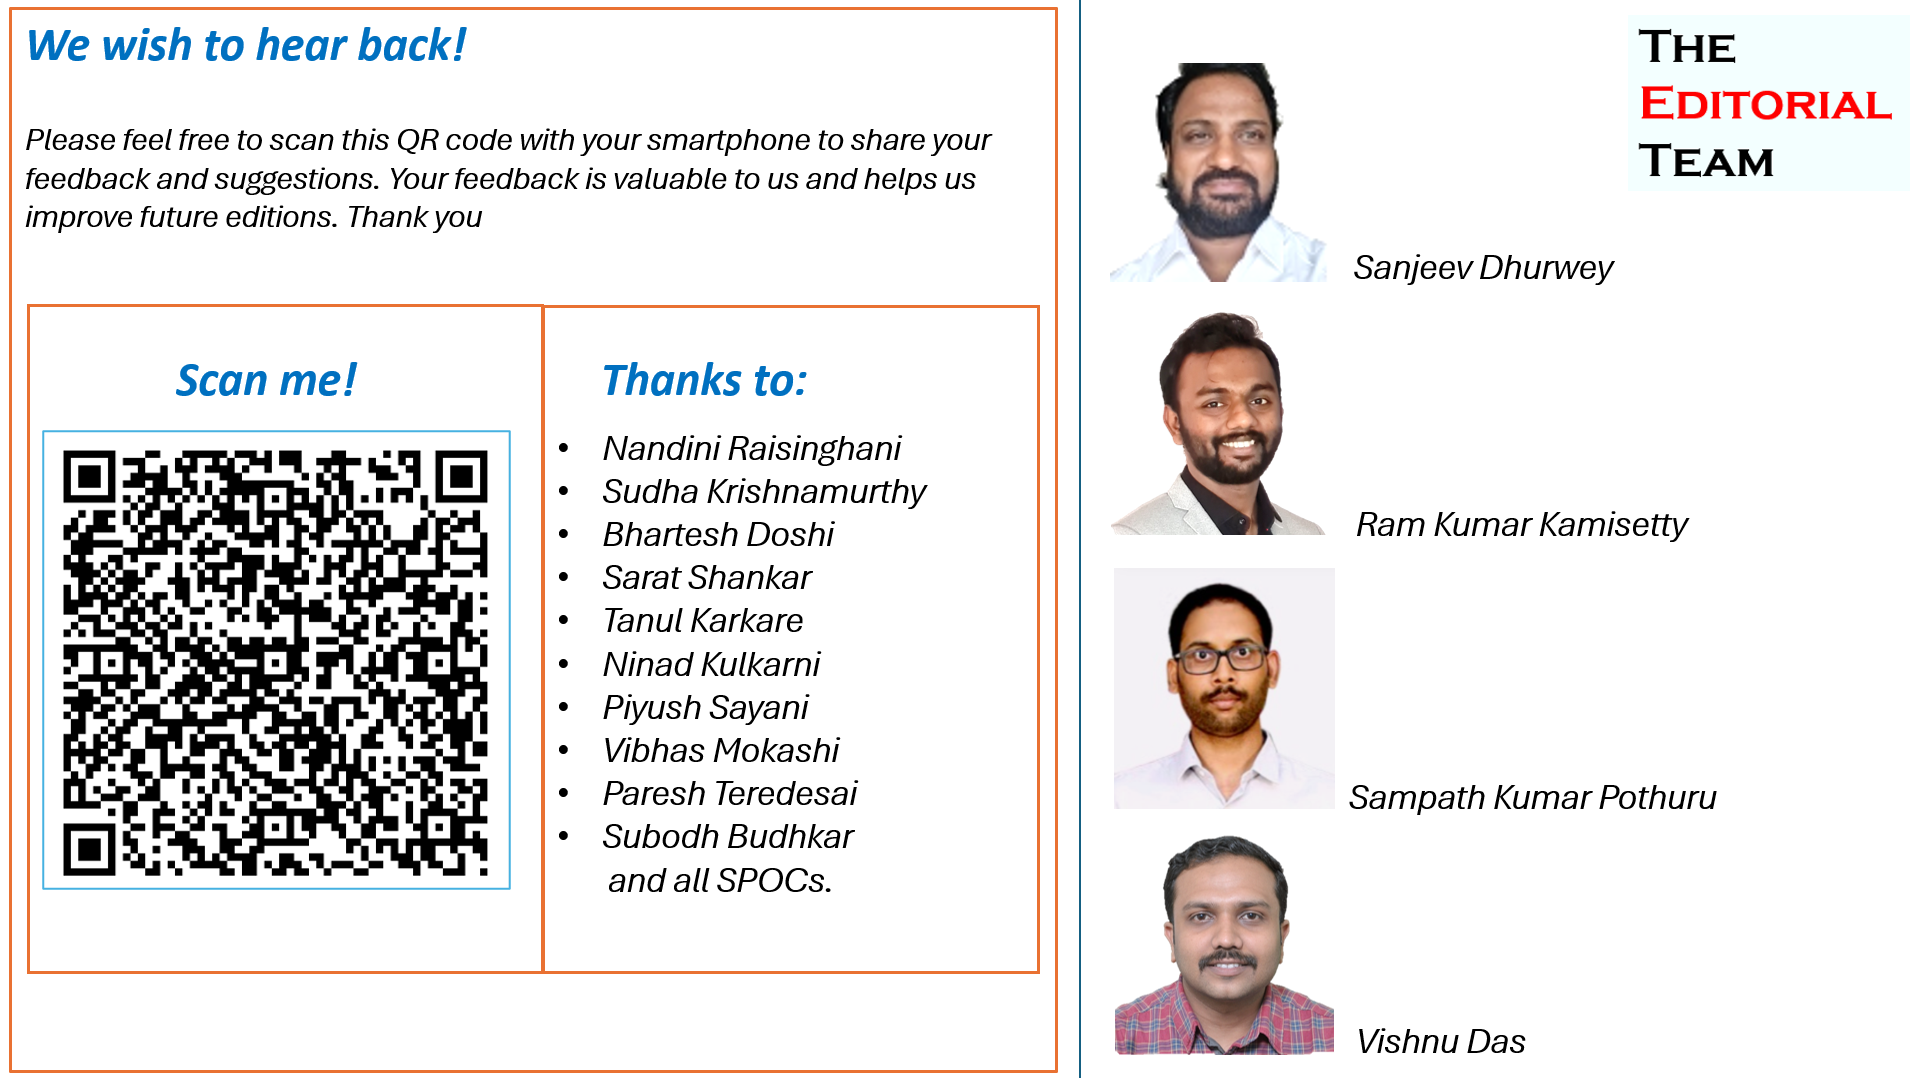 We wish to hear back!
Please feel free to scan this QR code with your smartphone to share your
feedback and suggestions. Your feedback is valuable to us and helps us
improve future editions. Thank you
Scan me!
Thanks to:
• Nandini Raisinghani
• Sudha Krishnamurthy
• Bhartesh Doshi
• Sarat Shankar
• Tanul Karkare
• Ninad Kulkarni
• Piyush Sayani
• Vibhas Mokashi
• Paresh Teredesai
• Subodh Budhkar
and all SPOCs.
THE
EDITORIAL
TEAM
Sanjeev Dhurwey
Ram Kumar Kamisetty
Sampath Kumar Pothuru
Vishnu Das